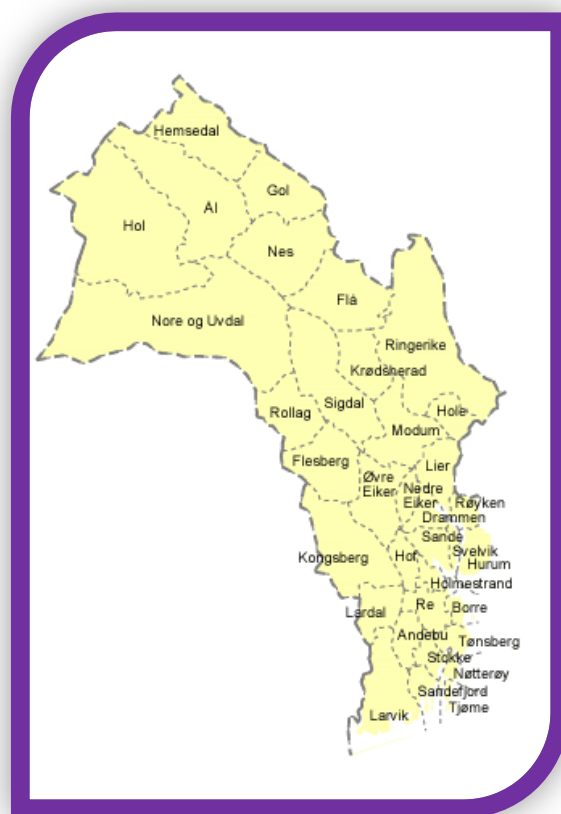 Hemsedal
Gol
Ål
Hol
Nes
Flå
Nore og Uvdal
Ringerike
Krødsherad
Sigdal
Rollag
Hole
Modum
Flesberg
Lier
Øvre
Eiker
Nedre
Eiker
Røyken
Drammen
Sande
Svelvik
Hof
Kongsberg
Hurum
Holmestrand
Re
Borre
Lardal
Andebu
Tønsberg
Stokke
Nøtterøy
Sandefjord
Tjøme
Larvik